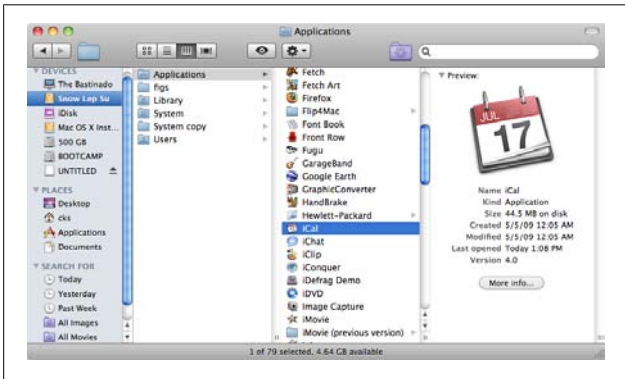 Applications
DEVICES
The Bastinado
Snow Lep Su
iDisk
Mac OS X Inst...
500 GB
BOOTCAMP
UNTITLED
PLACES
Desktop
cks
Applications
Documents
SEARCH FOR
Today
Yesterday
Past Week
All Images
All Movies
Applications
figs
Library
System
System copy
Users
Fetch
Fetch Art
Firefox
Flip4Mac
Font Book
Front Row
Fugu
GarageBand
Google Earth
GraphicConverter
HandBrake
Hewlett-Packard
iCal
iChat
iClip
iConquer
iDefrag Demo
iDVD
Image Capture
iMovie
iMovie (previous version)
Preview:
JUL
17
Name iCal
Kind Application
Size 44.5 MB on disk
Created 5/5/09 12:05 AM
Modified 5/5/09 12:05 AM
Last opened Today 1:08 PM
Version 4.0
More info...
1 of 79 selected, 4.64 GB available